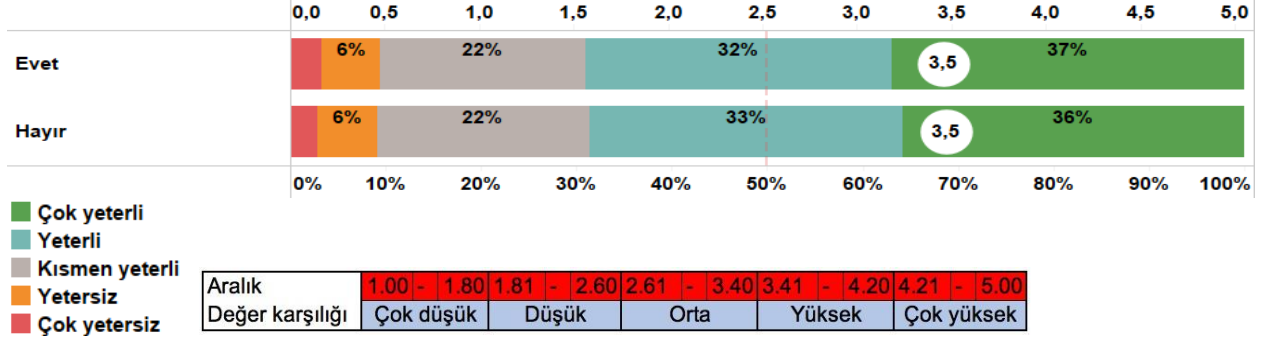 0,0 0,5 1,0 1,5 2,0 2,5 3,0 3,5 4,0 4,5 5,0
Evet 6% 22% 32% 3,5 37%
Hayır 6% 22% 33% 3,5 36%
0% 10% 20% 30% 40% 50% 60% 70% 80% 90% 100%
Çok yeterli
Yeterli
Kısmen yeterli
Yetersiz
Çok yetersiz
Aralık 1.00 - 1.80 1.81 - 2.60 2.61 - 3.40 3.41 - 4.20 4.21 - 5.00
Değer karşılığı Çok düşük Düşük Orta Yüksek Çok yüksek